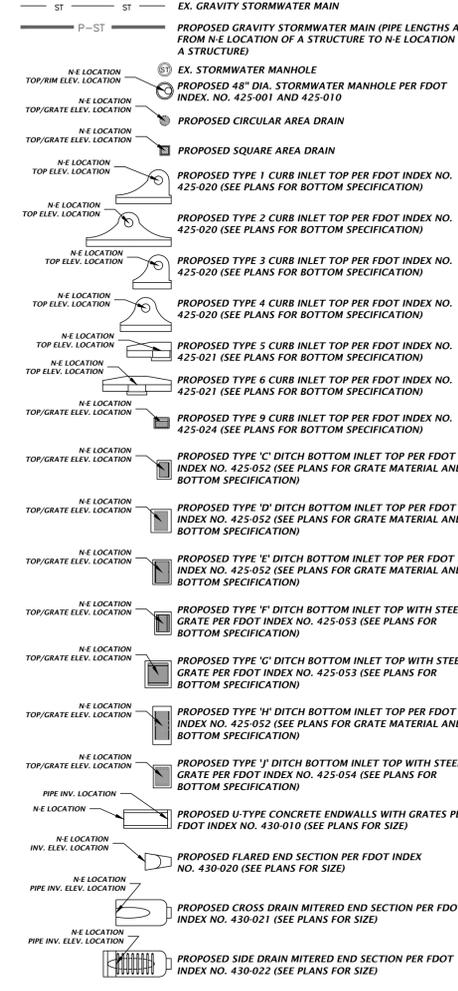 ST ST EX. GRAVITY STORMWATER MAIN
P-ST PROPOSED GRAVITY STORMWATER MAIN (PIPE LENGTHS A
FROM N-E LOCATION OF A STRUCTURE TO N-E LOCATION
A STRUCTURE)
ST EX. STORMWATER MANHOLE
N-E LOCATION
TOP/RIM ELEV. LOCATION
PROPOSED 48" DIA. STORMWATER MANHOLE PER FDOT
INDEX. NO. 425-001 AND 425-010
N-E LOCATION
TOP/GRATE ELEV. LOCATION
PROPOSED CIRCULAR AREA DRAIN
N-E LOCATION
TOP/GRATE ELEV. LOCATION
PROPOSED SQUARE AREA DRAIN
N-E LOCATION
TOP ELEV. LOCATION
PROPOSED TYPE 1 CURB INLET TOP PER FDOT INDEX NO.
425-020 (SEE PLANS FOR BOTTOM SPECIFICATION)
N-E LOCATION
TOP ELEV. LOCATION
PROPOSED TYPE 2 CURB INLET TOP PER FDOT INDEX NO.
425-020 (SEE PLANS FOR BOTTOM SPECIFICATION)
N-E LOCATION
TOP ELEV. LOCATION
PROPOSED TYPE 3 CURB INLET TOP PER FDOT INDEX NO.
425-020 (SEE PLANS FOR BOTTOM SPECIFICATION)
N-E LOCATION
TOP ELEV. LOCATION
PROPOSED TYPE 4 CURB INLET TOP PER FDOT INDEX NO.
425-020 (SEE PLANS FOR BOTTOM SPECIFICATION)
N-E LOCATION
TOP ELEV. LOCATION
PROPOSED TYPE 5 CURB INLET TOP PER FDOT INDEX NO.
425-021 (SEE PLANS FOR BOTTOM SPECIFICATION)
N-E LOCATION
TOP ELEV. LOCATION
PROPOSED TYPE 6 CURB INLET TOP PER FDOT INDEX NO.
425-021 (SEE PLANS FOR BOTTOM SPECIFICATION)
N-E LOCATION
TOP/GRATE ELEV. LOCATION
PROPOSED TYPE 9 CURB INLET TOP PER FDOT INDEX NO.
425-024 (SEE PLANS FOR BOTTOM SPECIFICATION)
N-E LOCATION
TOP/GRATE ELEV. LOCATION
PROPOSED TYPE 'C' DITCH BOTTOM INLET TOP PER FDOT
INDEX NO. 425-052 (SEE PLANS FOR GRATE MATERIAL AND
BOTTOM SPECIFICATION)
N-E LOCATION
TOP/GRATE ELEV. LOCATION
PROPOSED TYPE 'D' DITCH BOTTOM INLET TOP PER FDOT
INDEX NO. 425-052 (SEE PLANS FOR GRATE MATERIAL AND
BOTTOM SPECIFICATION)
N-E LOCATION
TOP/GRATE ELEV. LOCATION
PROPOSED TYPE 'E' DITCH BOTTOM INLET TOP PER FDOT
INDEX NO. 425-052 (SEE PLANS FOR GRATE MATERIAL AND
BOTTOM SPECIFICATION)
N-E LOCATION
TOP/GRATE ELEV. LOCATION
PROPOSED TYPE 'F' DITCH BOTTOM INLET TOP WITH STEE
GRATE PER FDOT INDEX NO. 425-053 (SEE PLANS FOR
BOTTOM SPECIFICATION)
N-E LOCATION
TOP/GRATE ELEV. LOCATION
PROPOSED TYPE 'G' DITCH BOTTOM INLET TOP WITH STEE
GRATE PER FDOT INDEX NO. 425-053 (SEE PLANS FOR
BOTTOM SPECIFICATION)
N-E LOCATION
TOP/GRATE ELEV. LOCATION
PROPOSED TYPE 'H' DITCH BOTTOM INLET TOP PER FDOT
INDEX NO. 425-052 (SEE PLANS FOR GRATE MATERIAL AND
BOTTOM SPECIFICATION)
N-E LOCATION
TOP/GRATE ELEV. LOCATION
PROPOSED TYPE 'J' DITCH BOTTOM INLET TOP WITH STEE
GRATE PER FDOT INDEX NO. 425-054 (SEE PLANS FOR
BOTTOM SPECIFICATION)
PIPE INV. LOCATION
N-E LOCATION
PROPOSED U-TYPE CONCRETE ENDWALLS WITH GRATES PE
FDOT INDEX NO. 430-010 (SEE PLANS FOR SIZE)
N-E LOCATION
INV. ELEV. LOCATION
PROPOSED FLARED END SECTION PER FDOT INDEX
NO. 430-020 (SEE PLANS FOR SIZE)
N-E LOCATION
PIPE INV. ELEV. LOCATION
PROPOSED CROSS DRAIN MITERED END SECTION PER FDO
INDEX NO. 430-021 (SEE PLANS FOR SIZE)
N-E LOCATION
PIPE INV. ELEV. LOCATION
PROPOSED SIDE DRAIN MITERED END SECTION PER FDOT
INDEX NO. 430-022 (SEE PLANS FOR SIZE)